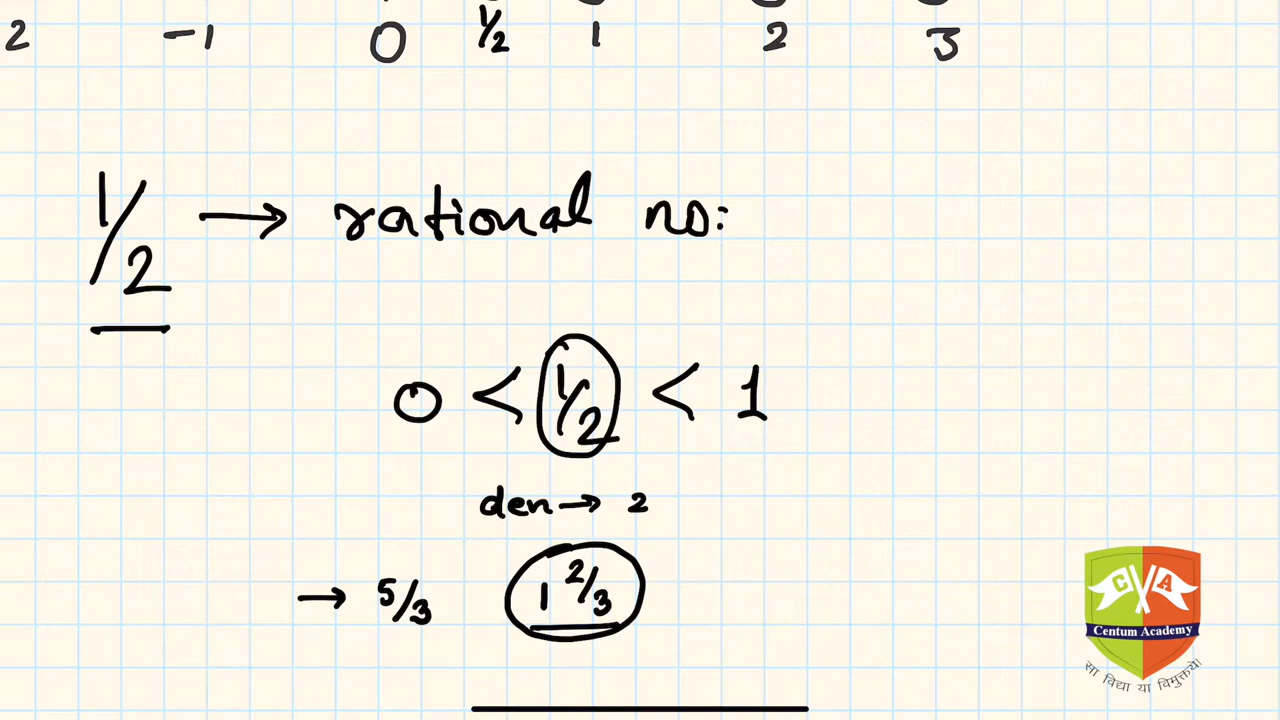 2 -1 0 1/2 1 2 3
1/2 → rational no:
0 < 1/2 < 1
den → 2
→ 5/3 1 2/3
C A
Centum Academy
सा विद्या या विमुक्तये।